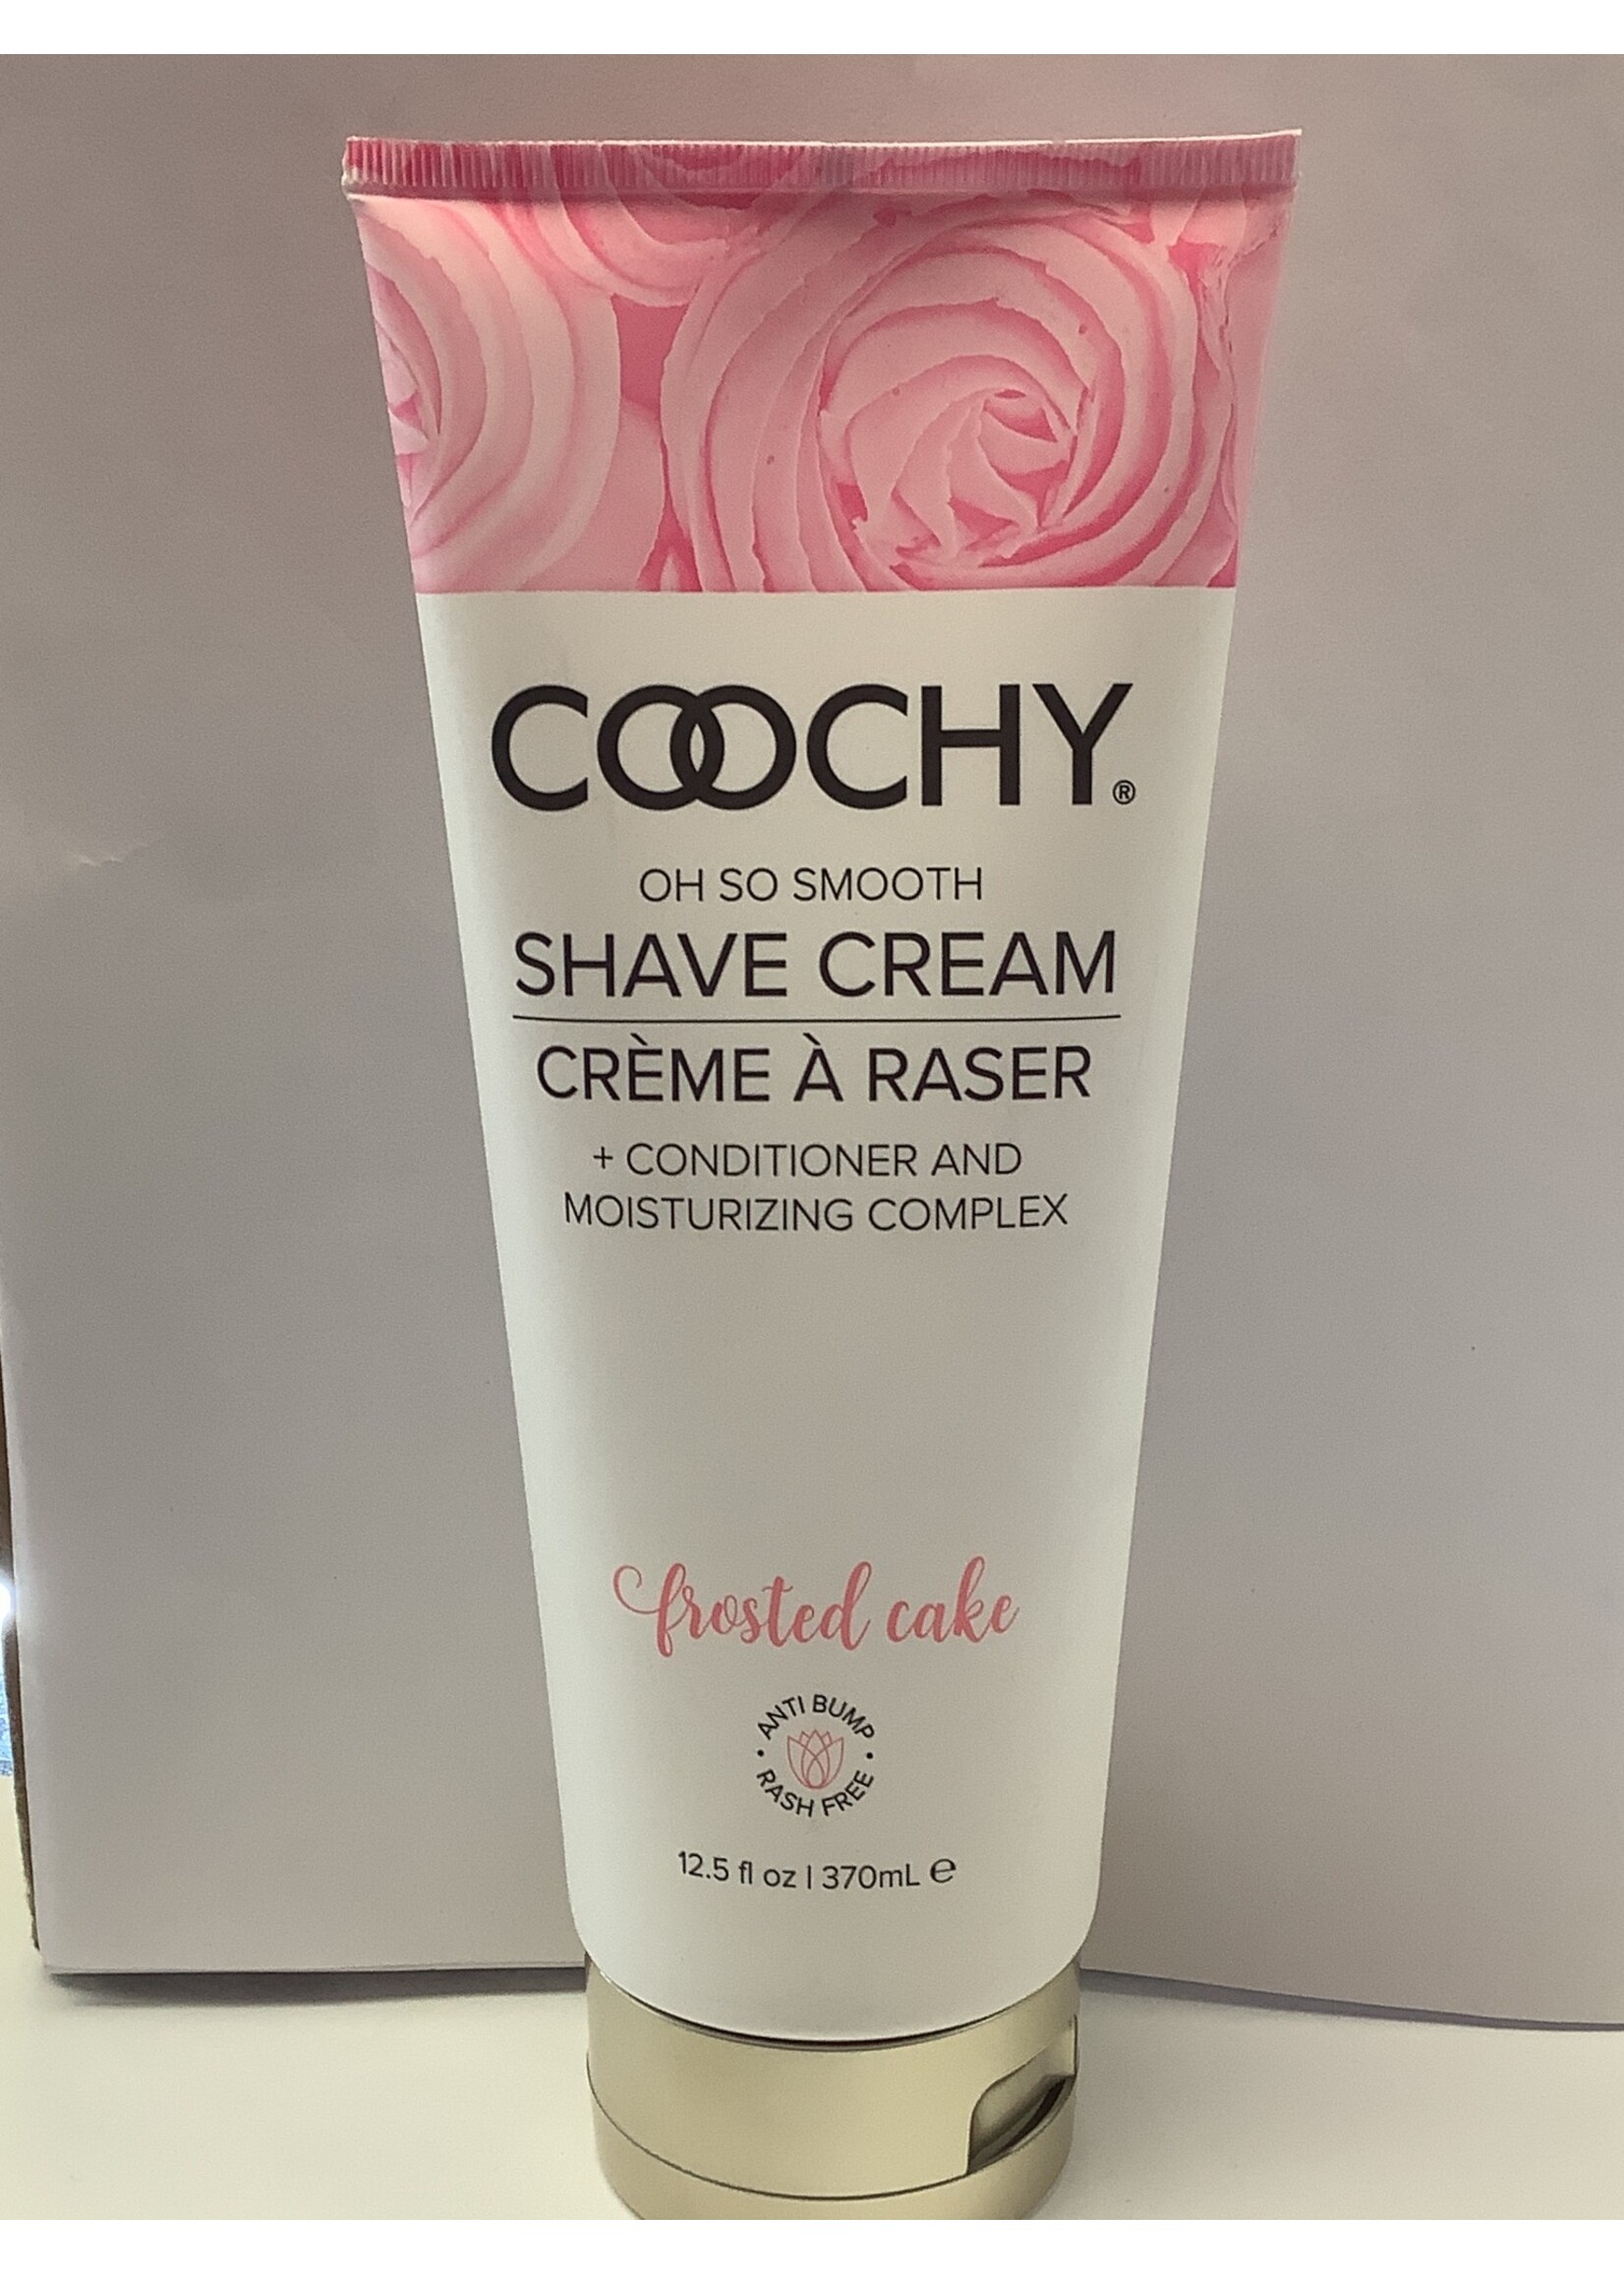 COOCHY®
OH SO SMOOTH
SHAVE CREAM
CRÈME À RASER
+ CONDITIONER AND
MOISTURIZING COMPLEX
frosted cake
ANTI BUMP
• RASH FREE •
12.5 fl oz | 370mL ℮